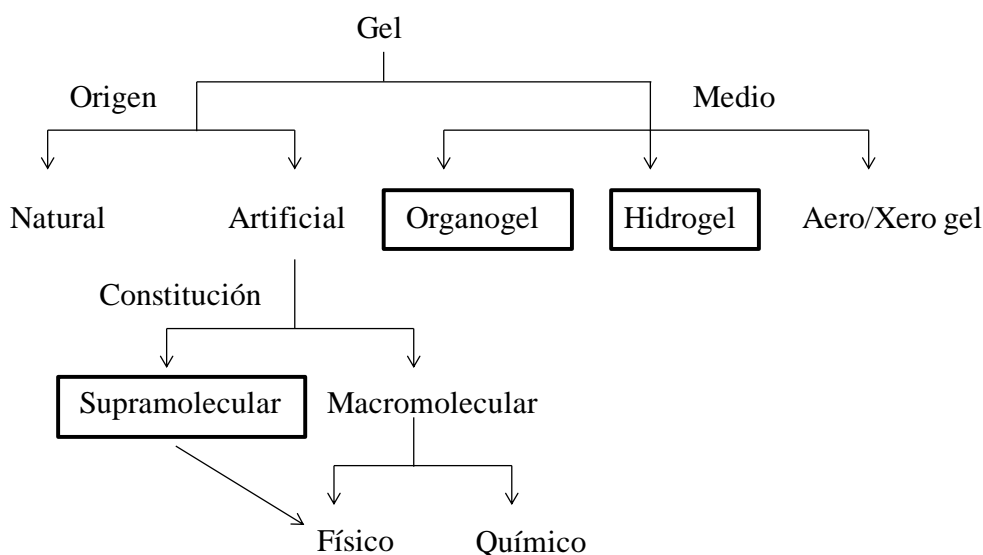 Gel
Origen Medio
Natural Artificial Organogel Hidrogel Aero/Xero gel
Constitución
Supramolecular Macromolecular
Físico Químico